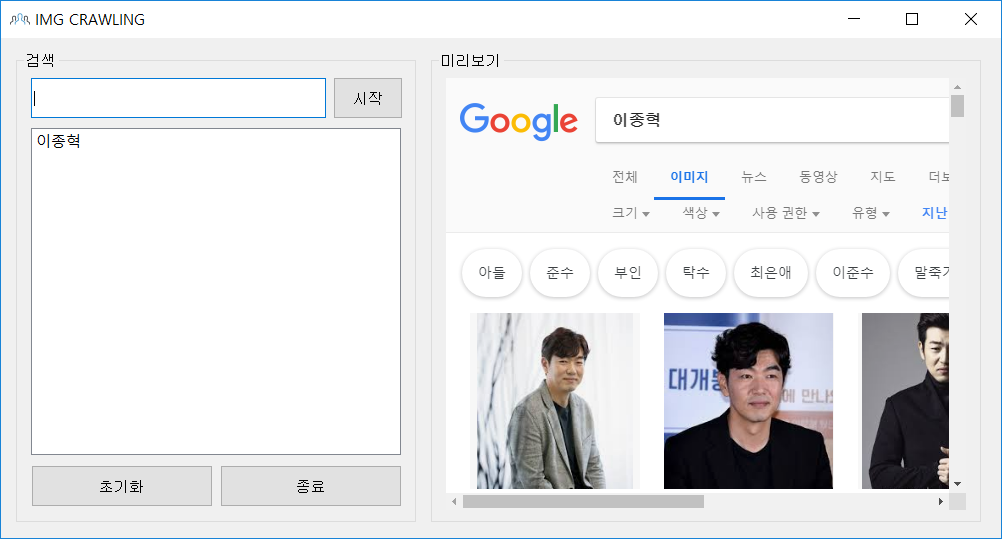 IMG CRAWLING
검색
시작
이종혁
초기화
종료
미리보기
Google
이종혁
전체 이미지 뉴스 동영상 지도
크기 색상 사용 권한 유형 지난
아들 준수 부인 탁수 최은애 이준수 말죽거
대개봉
에 만나요